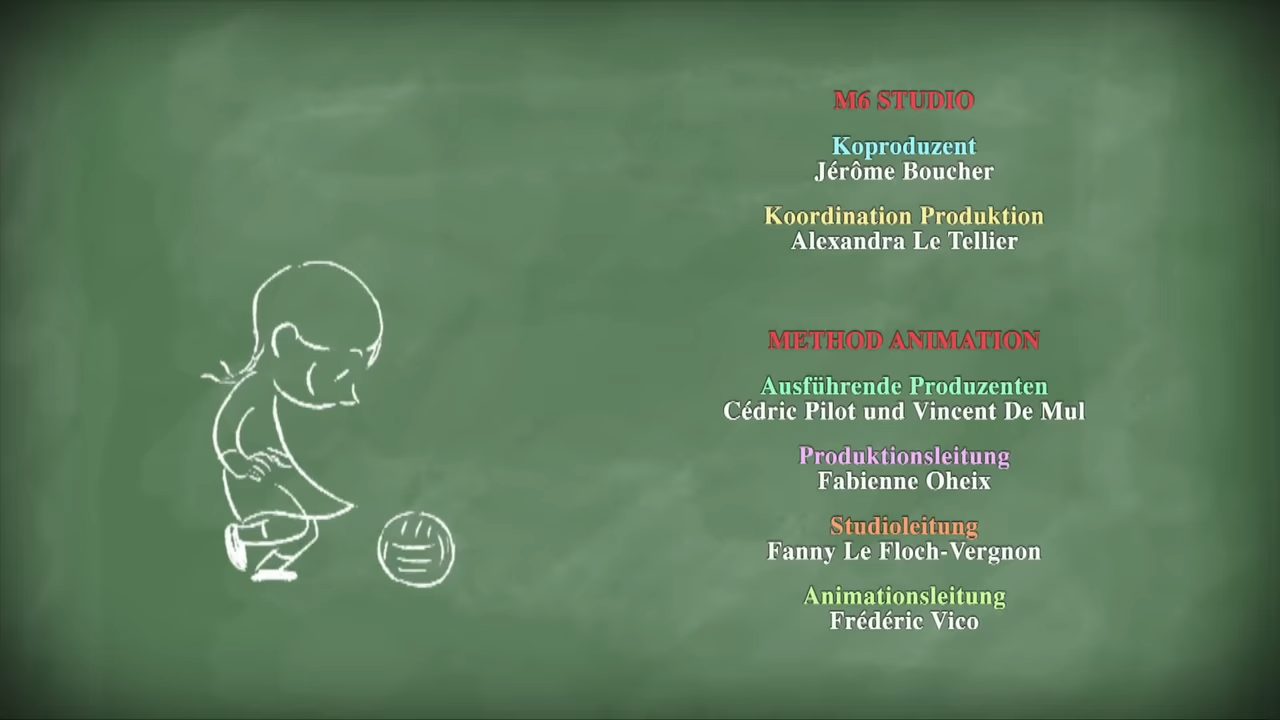 M6 STUDIO
Koproduzent
Jérôme Boucher
Koordination Produktion
Alexandra Le Tellier
METHOD ANIMATION
Ausführende Produzenten
Cédric Pilot und Vincent De Mul
Produktionsleitung
Fabienne Oheix
Studioleitung
Fanny Le Floch-Vergnon
Animationsleitung
Frédéric Vico